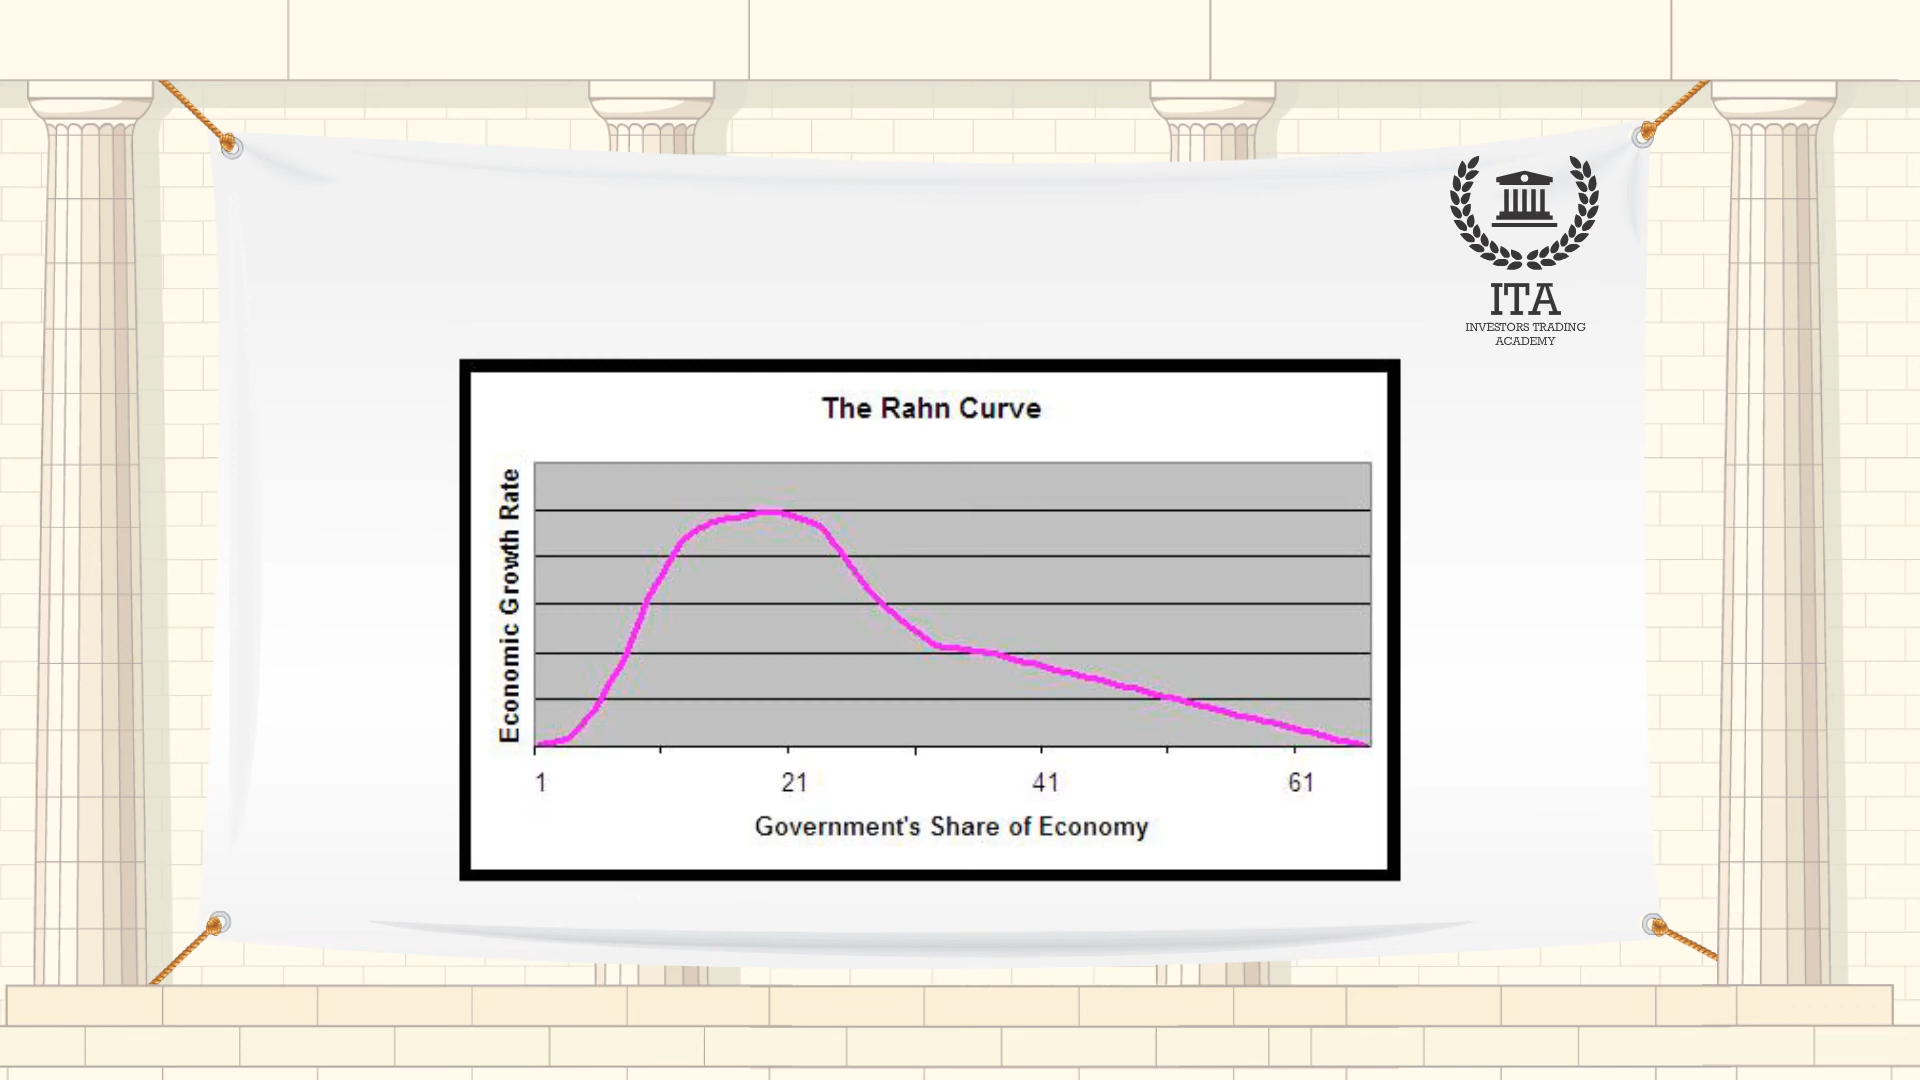 ITA
INVESTORS TRADING
ACADEMY
The Rahn Curve
Economic Growth Rate
1 21 41 61
Government's Share of Economy